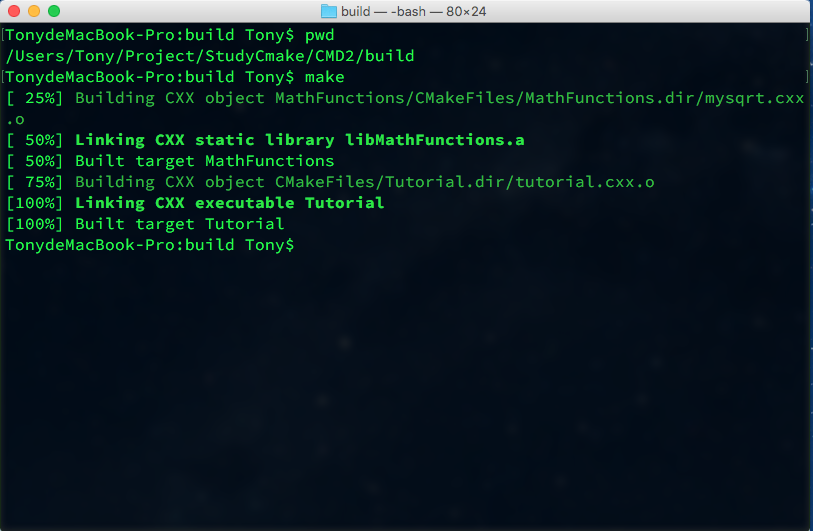 build — -bash — 80×24
[TonydeMacBook-Pro:build Tony$ pwd ]
/Users/Tony/Project/StudyCmake/CMD2/build
[TonydeMacBook-Pro:build Tony$ make ]
[ 25%] Building CXX object MathFunctions/CMakeFiles/MathFunctions.dir/mysqrt.cxx
.o
[ 50%] Linking CXX static library libMathFunctions.a
[ 50%] Built target MathFunctions
[ 75%] Building CXX object CMakeFiles/Tutorial.dir/tutorial.cxx.o
[100%] Linking CXX executable Tutorial
[100%] Built target Tutorial
TonydeMacBook-Pro:build Tony$